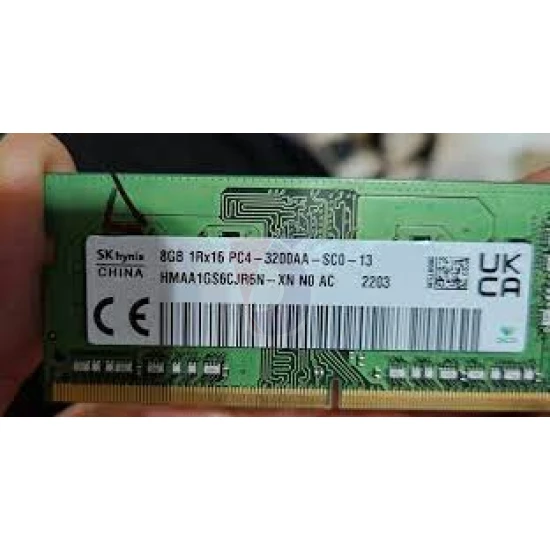 SK hynix
CHINA
8GB 1Rx16 PC4-3200AA-SC0-13
HMAA1GS6CJR6N-XN N0 AC 2203
CE
UK
CA